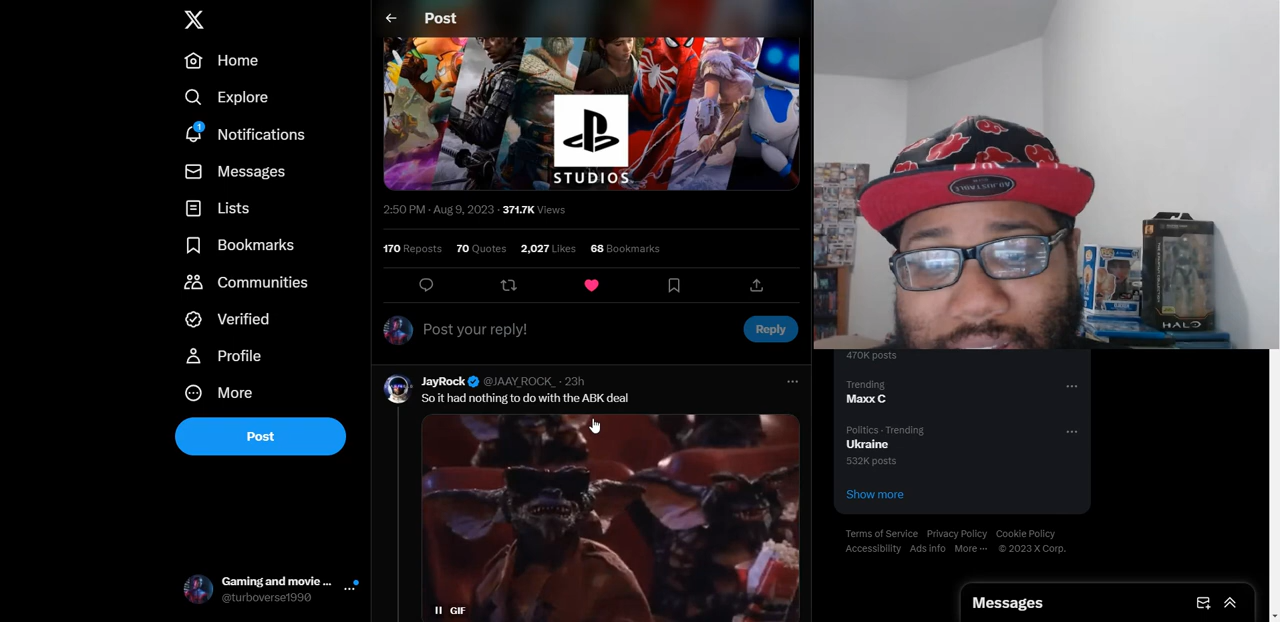 Home
Explore
1
Notifications
Messages
Lists
Bookmarks
Communities
Verified
Profile
More
Post
Gaming and movie ...
@turboverse1990
Post
STUDIOS
2:50 PM · Aug 9, 2023 · 371.7K Views
170 Reposts 70 Quotes 2,027 Likes 68 Bookmarks
Post your reply!
Reply
JayRock @JAAY_ROCK_ · 23h
So it had nothing to do with the ABK deal
GIF
HALO
470K posts
Trending
Maxx C
Politics · Trending
Ukraine
532K posts
Show more
Terms of Service Privacy Policy Cookie Policy
Accessibility Ads info More ··· © 2023 X Corp.
Messages